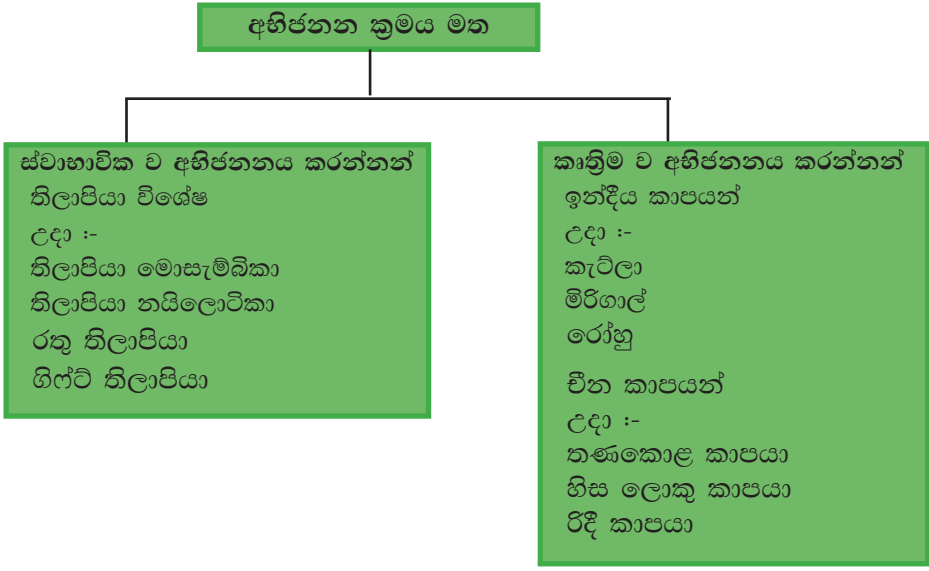 අභිජනන ක්‍රමය මත
ස්වාභාවික ව අභිජනනය කරන්නන්
තිලාපියා විශේෂ
උදා :-
තිලාපියා මොසැම්බිකා
තිලාපියා නයිලොටිකා
රතු තිලාපියා
ගිෆ්ට් තිලාපියා
කෘත්‍රිම ව අභිජනනය කරන්නන්
ඉන්දීය කාපයන්
උදා :-
කැට්ලා
මිරිගාල්
රෝහු
චීන කාපයන්
උදා :-
තණකොළ කාපයා
හිස ලොකු කාපයා
රිදී කාපයා